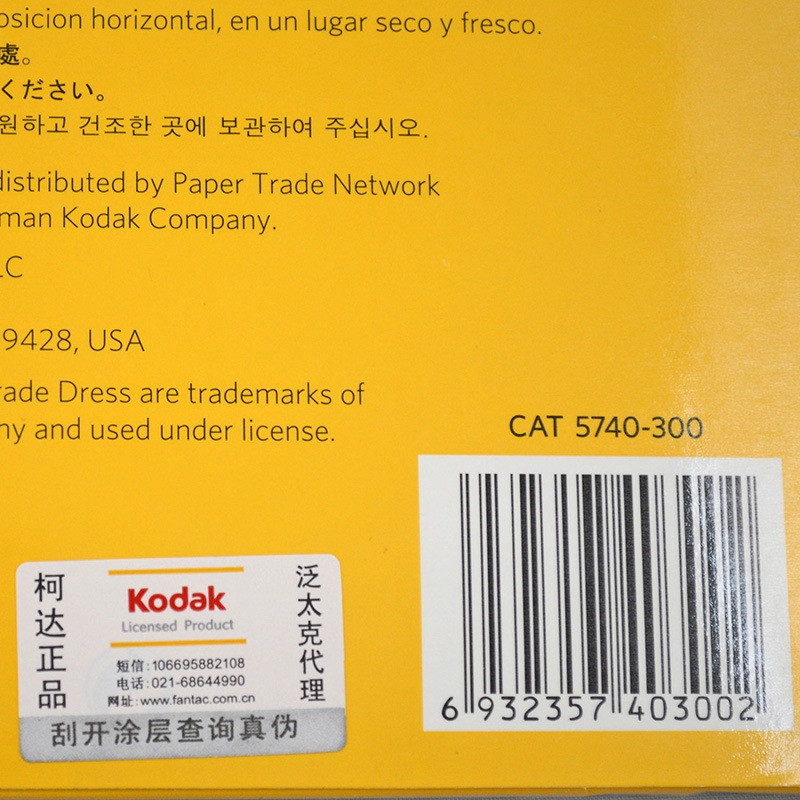 osicion horizontal, en un lugar seco y fresco.
處。
ください。
원하고 건조한 곳에 보관하여 주십시오.
distributed by Paper Trade Network
man Kodak Company.
LC
9428, USA
rade Dress are trademarks of
ny and used under license.
CAT 5740-300
6 932357 403002
柯达正品
Kodak
Licensed Product
短信:106695882108
电话:021-68644990
网址:www.fantac.com.cn
泛太克代理
刮开涂层查询真伪